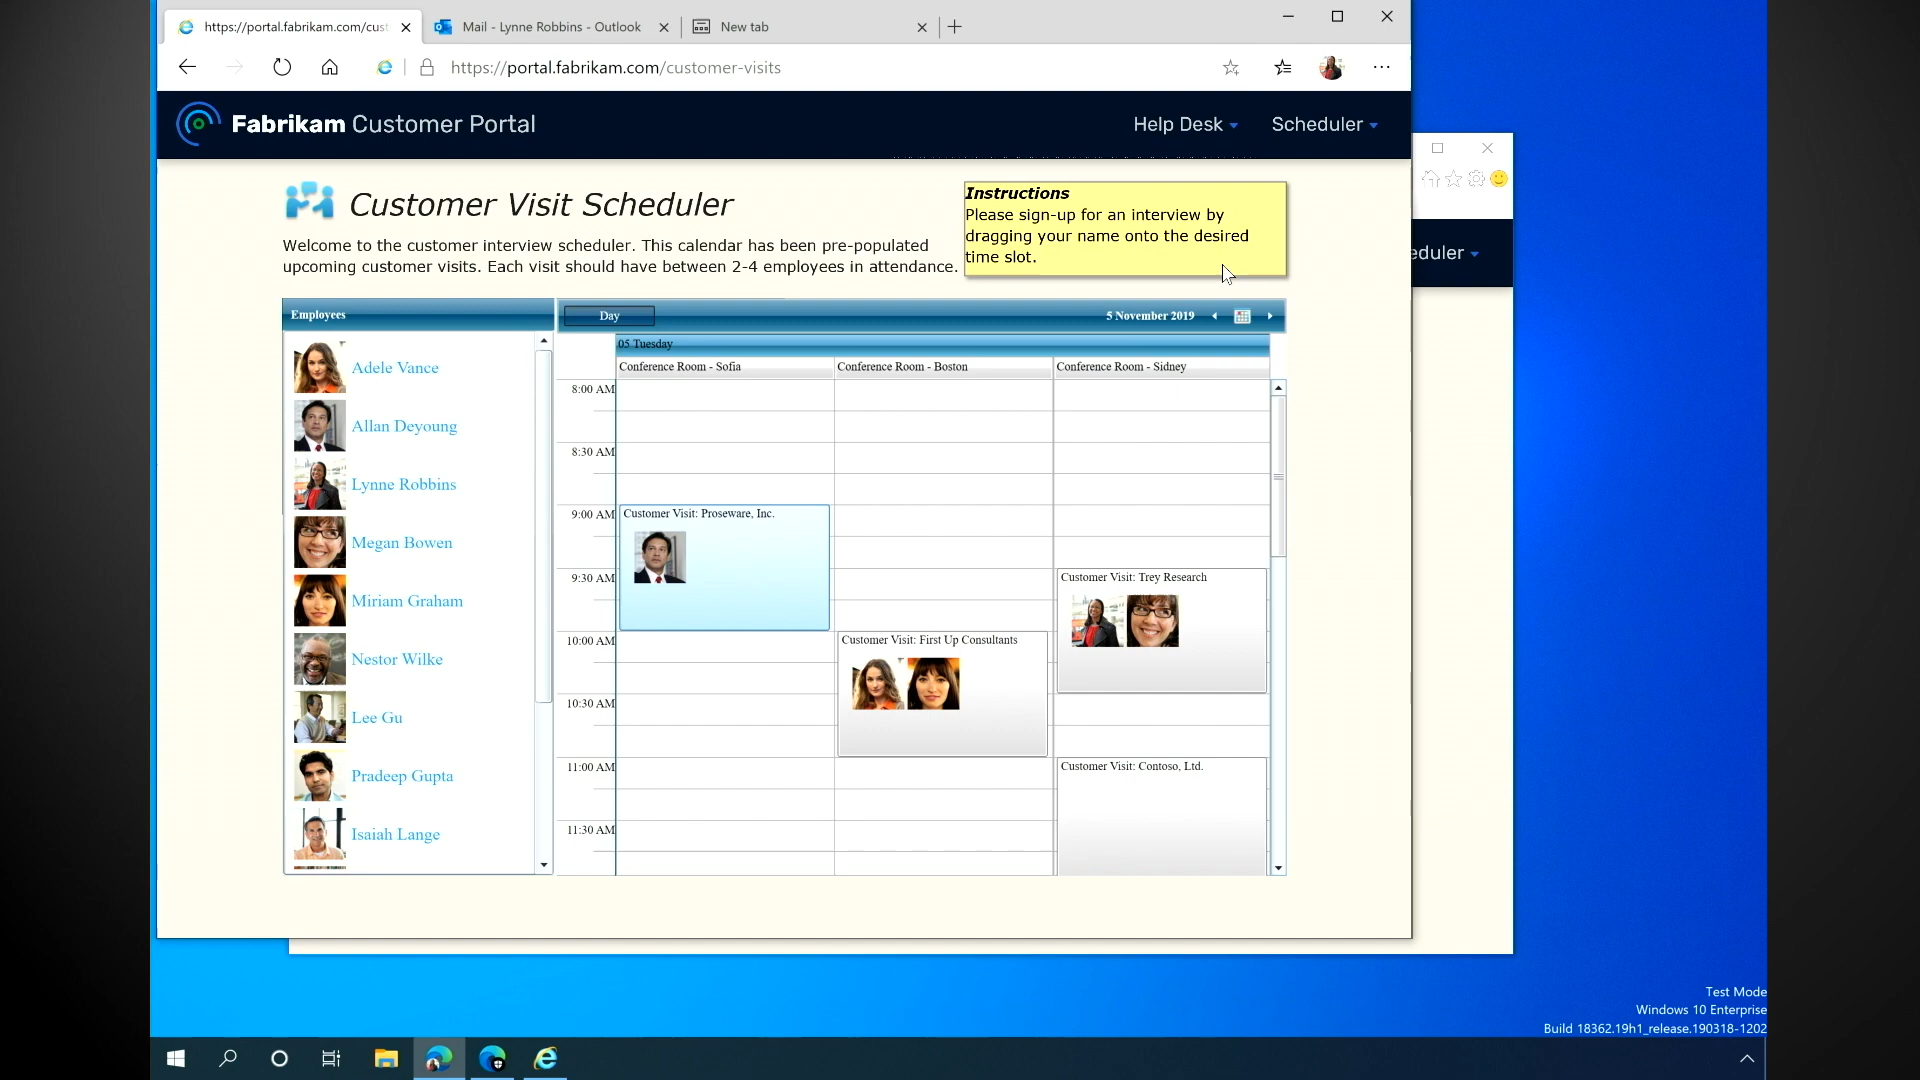 https://portal.fabrikam.com/cust
Mail - Lynne Robbins - Outlook
New tab
https://portal.fabrikam.com/customer-visits
Fabrikam Customer Portal
Help Desk
Scheduler
eduler
Customer Visit Scheduler
Welcome to the customer interview scheduler. This calendar has been pre-populated
upcoming customer visits. Each visit should have between 2-4 employees in attendance.
Instructions
Please sign-up for an interview by
dragging your name onto the desired
time slot.
Employees
Adele Vance
Allan Deyoung
Lynne Robbins
Megan Bowen
Miriam Graham
Nestor Wilke
Lee Gu
Pradeep Gupta
Isaiah Lange
Day
5 November 2019
05 Tuesday
Conference Room - Sofia
Conference Room - Boston
Conference Room - Sidney
8:00 AM
8:30 AM
9:00 AM
Customer Visit: Proseware, Inc.
9:30 AM
Customer Visit: Trey Research
10:00 AM
Customer Visit: First Up Consultants
10:30 AM
11:00 AM
Customer Visit: Contoso, Ltd.
11:30 AM
Test Mode
Windows 10 Enterprise
Build 18362.19h1_release.190318-1202